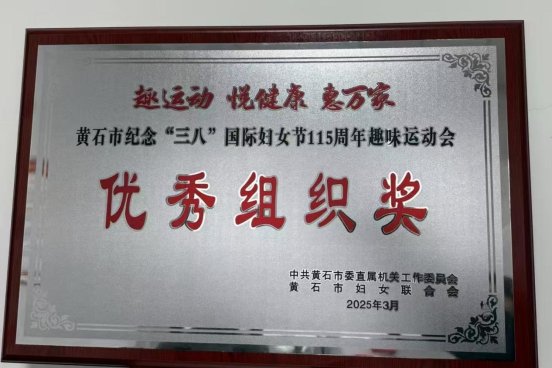 趣运动 悦健康 惠万家
黄石市纪念“三八”国际妇女节115周年趣味运动会
优秀组织奖
中共黄石市委直属机关工作委员会
黄石市妇女联合会
2025年3月